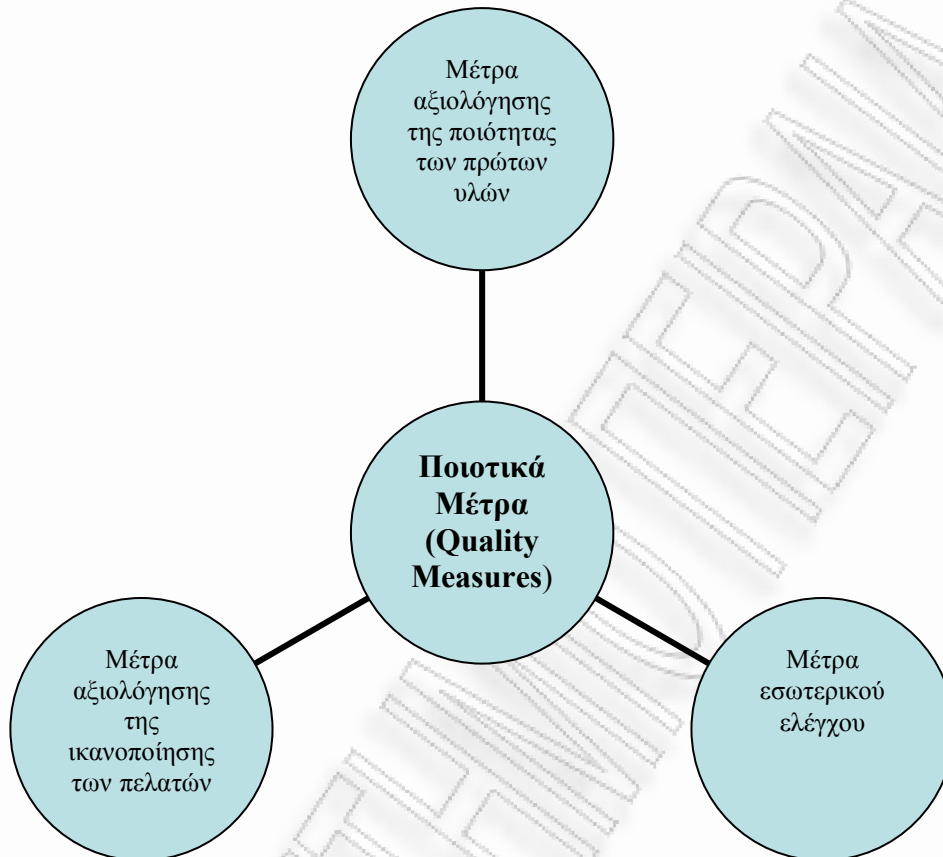 Μέτρα
αξιολόγησης
της ποιότητας
των πρώτων
υλών
Ποιοτικά
Μέτρα
(Quality
Measures)
Μέτρα
αξιολόγησης
της
ικανοποίησης
των πελατών
Μέτρα
εσωτερικού
ελέγχου